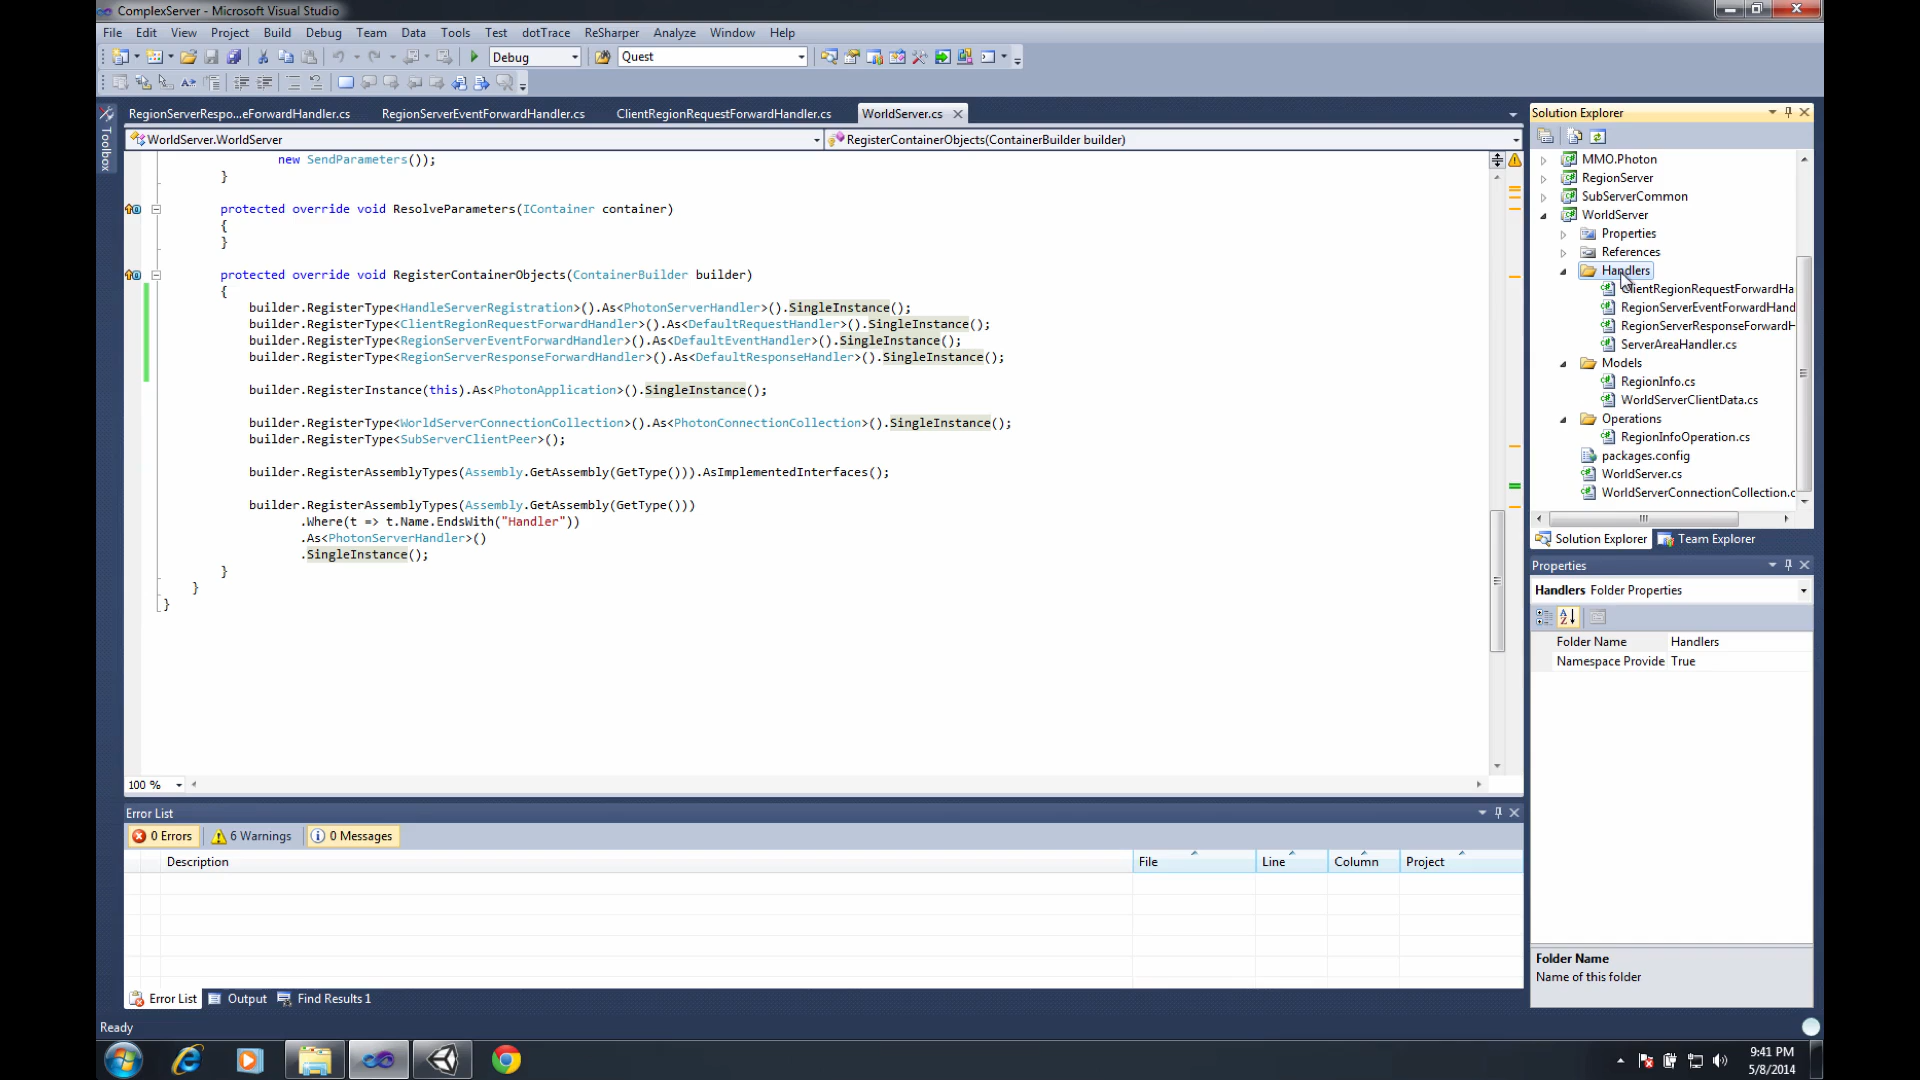 ComplexServer - Microsoft Visual Studio
File Edit View Project Build Debug Team Data Tools Test dotTrace ReSharper Analyze Window Help
Debug Quest
RegionServerRespo...eForwardHandler.cs RegionServerEventForwardHandler.cs ClientRegionRequestForwardHandler.cs WorldServer.cs
Toolbox
WorldServer.WorldServer RegisterContainerObjects(ContainerBuilder builder)
new SendParameters());
}
protected override void ResolveParameters(IContainer container)
{
}
protected override void RegisterContainerObjects(ContainerBuilder builder)
{
builder.RegisterType<HandleServerRegistration>().As<PhotonServerHandler>().SingleInstance();
builder.RegisterType<ClientRegionRequestForwardHandler>().As<DefaultRequestHandler>().SingleInstance();
builder.RegisterType<RegionServerEventForwardHandler>().As<DefaultEventHandler>().SingleInstance();
builder.RegisterType<RegionServerResponseForwardHandler>().As<DefaultResponseHandler>().SingleInstance();
builder.RegisterInstance(this).As<PhotonApplication>().SingleInstance();
builder.RegisterType<WorldServerConnectionCollection>().As<PhotonConnectionCollection>().SingleInstance();
builder.RegisterType<SubServerClientPeer>();
builder.RegisterAssemblyTypes(Assembly.GetAssembly(GetType())).AsImplementedInterfaces();
builder.RegisterAssemblyTypes(Assembly.GetAssembly(GetType()))
.Where(t => t.Name.EndsWith("Handler"))
.As<PhotonServerHandler>()
.SingleInstance();
}
}
}
100 %
Error List
0 Errors 6 Warnings 0 Messages
Description File Line Column Project
Error List Output Find Results 1
Ready
Solution Explorer
MMO.Photon
RegionServer
SubServerCommon
WorldServer
Properties
References
Handlers
ClientRegionRequestForwardHa
RegionServerEventForwardHand
RegionServerResponseForwardH
ServerAreaHandler.cs
Models
RegionInfo.cs
WorldServerClientData.cs
Operations
RegionInfoOperation.cs
packages.config
WorldServer.cs
WorldServerConnectionCollection.c
Solution Explorer Team Explorer
Properties
Handlers Folder Properties
Folder Name Handlers
Namespace Provide True
Folder Name
Name of this folder
9:41 PM
5/8/2014